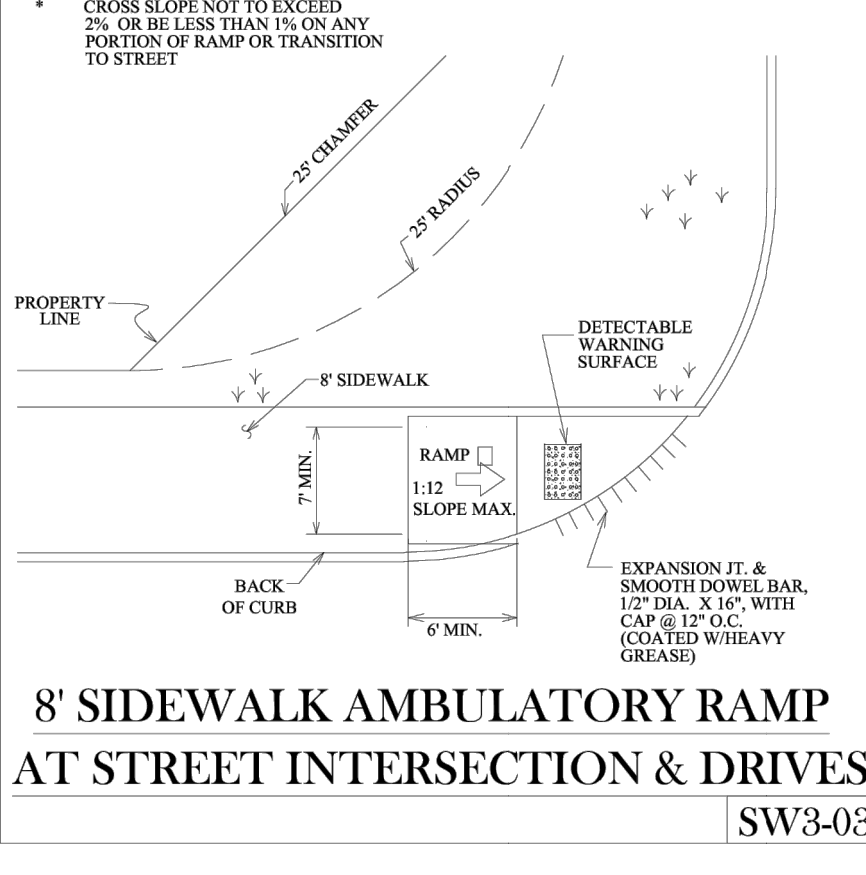 * CROSS SLOPE NOT TO EXCEED
2% OR BE LESS THAN 1% ON ANY
PORTION OF RAMP OR TRANSITION
TO STREET
25' CHAMFER
25' RADIUS
PROPERTY
LINE
DETECTABLE
WARNING
SURFACE
8' SIDEWALK
7' MIN.
RAMP
1:12
SLOPE MAX.
BACK
OF CURB
6' MIN.
EXPANSION JT. &
SMOOTH DOWEL BAR,
1/2" DIA. X 16", WITH
CAP @ 12" O.C.
(COATED W/HEAVY
GREASE)
8' SIDEWALK AMBULATORY RAMP
AT STREET INTERSECTION & DRIVES
SW3-03